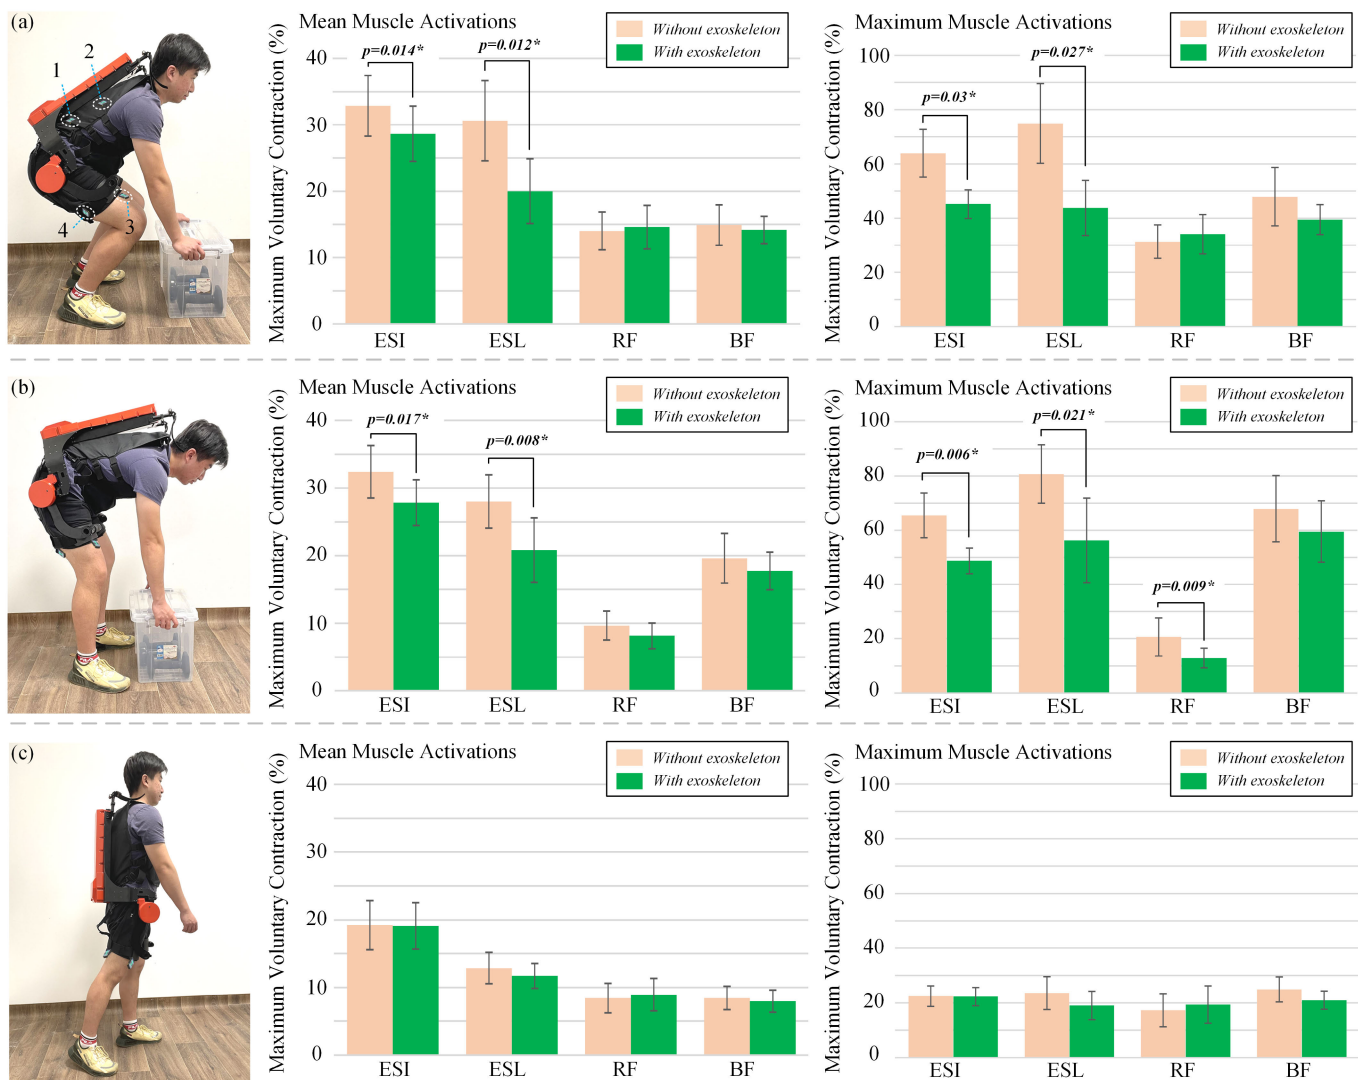 (a)
1
2
3
4
Mean Muscle Activations
Without exoskeleton
With exoskeleton
Maximum Voluntary Contraction (%)
40
30
20
10
0
p=0.014*
p=0.012*
ESI ESL RF BF
Maximum Muscle Activations
Without exoskeleton
With exoskeleton
Maximum Voluntary Contraction (%)
100
80
60
40
20
0
p=0.03*
p=0.027*
ESI ESL RF BF
(b)
Mean Muscle Activations
Without exoskeleton
With exoskeleton
Maximum Voluntary Contraction (%)
40
30
20
10
0
p=0.017*
p=0.008*
ESI ESL RF BF
Maximum Muscle Activations
Without exoskeleton
With exoskeleton
Maximum Voluntary Contraction (%)
100
80
60
40
20
0
p=0.006*
p=0.021*
p=0.009*
ESI ESL RF BF
(c)
Mean Muscle Activations
Without exoskeleton
With exoskeleton
Maximum Voluntary Contraction (%)
40
30
20
10
0
ESI ESL RF BF
Maximum Muscle Activations
Without exoskeleton
With exoskeleton
Maximum Voluntary Contraction (%)
100
80
60
40
20
0
ESI ESL RF BF